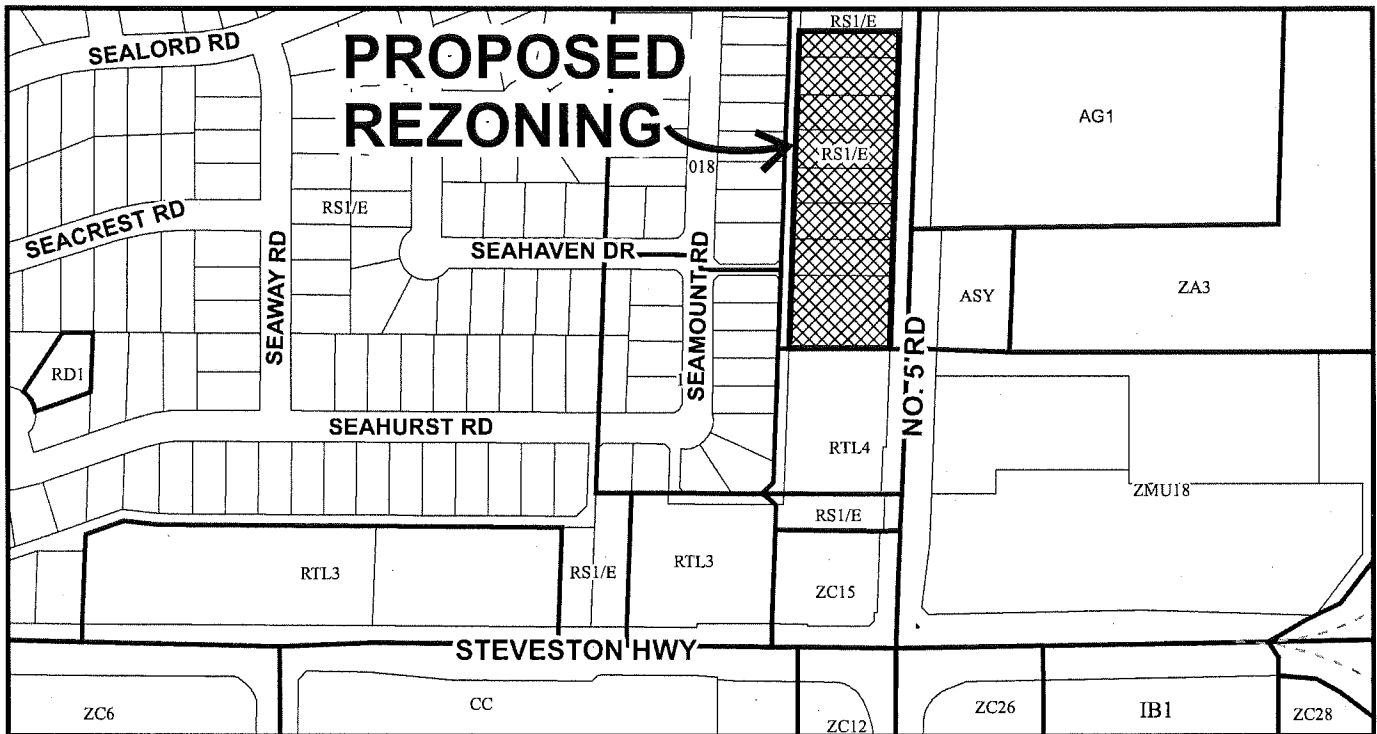 SEALORD RD
PROPOSED
REZONING
RS1/E
RS1/E
AG1
018
RS1/E
SEACREST RD
SEAWAY RD
SEAHAVEN DR
SEAMOUNT RD
ASY
ZA3
NO. 5 RD
RD1
1
SEAHURST RD
RTL4
ZMU18
RS1/E
RTL3
RS1/E
RTL3
ZC15
STEVESTON HWY
ZC6
CC
ZC12
ZC26
IB1
ZC28